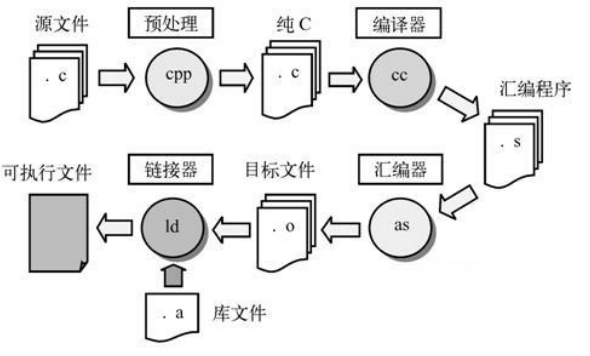 源文件
预处理
纯 C
编译器
. c
cpp
. c
cc
汇编程序
. s
可执行文件
链接器
目标文件
汇编器
ld
. o
as
. a
库文件